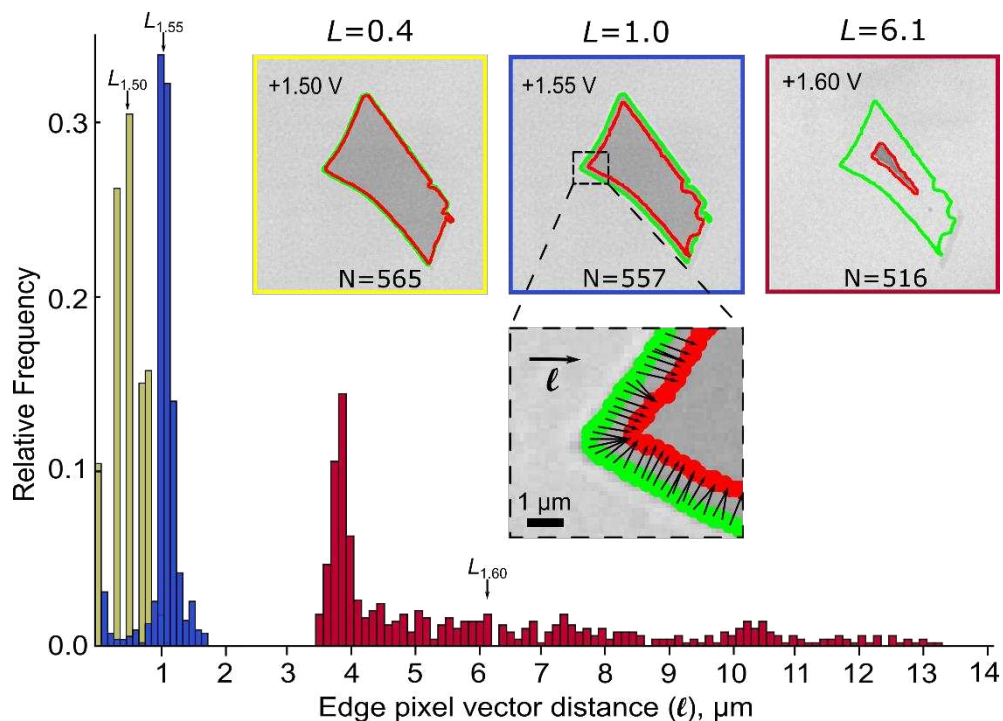 L=0.4
L=1.0
L=6.1
L1.55
L1.50
+1.50 V
+1.55 V
+1.60 V
N=565
N=557
N=516
ℓ
1 µm
L1.60
Relative Frequency
0.3
0.2
0.1
0.0
1 2 3 4 5 6 7 8 9 10 11 12 13 14
Edge pixel vector distance (ℓ), µm